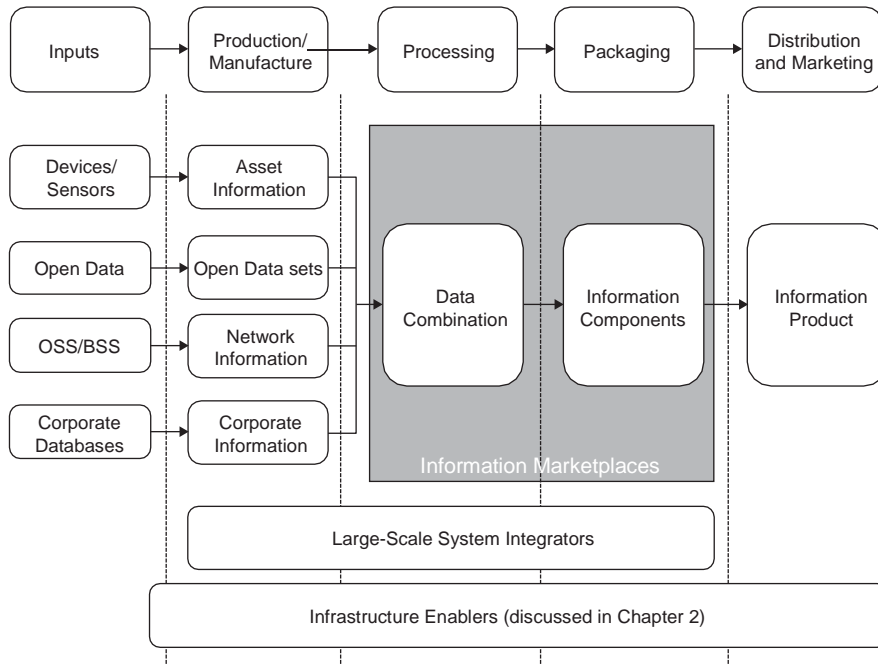 Inputs
Production/
Manufacture
Processing
Packaging
Distribution
and Marketing
Devices/
Sensors
Asset
Information
Open Data
Open Data sets
OSS/BSS
Network
Information
Corporate
Databases
Corporate
Information
Data
Combination
Information
Components
Information
Product
Information Marketplaces
Large-Scale System Integrators
Infrastructure Enablers (discussed in Chapter 2)